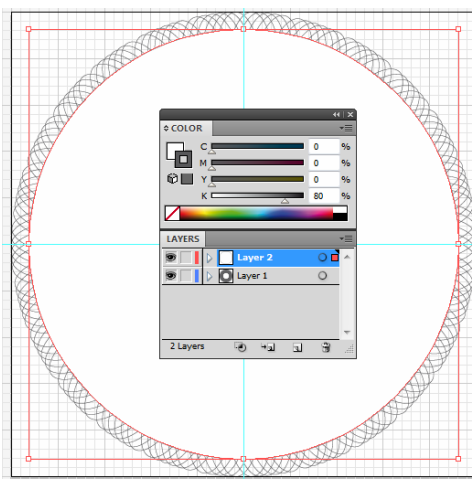 COLOR
C 0 %
M 0 %
Y 0 %
K 80 %
LAYERS
Layer 2
Layer 1
2 Layers